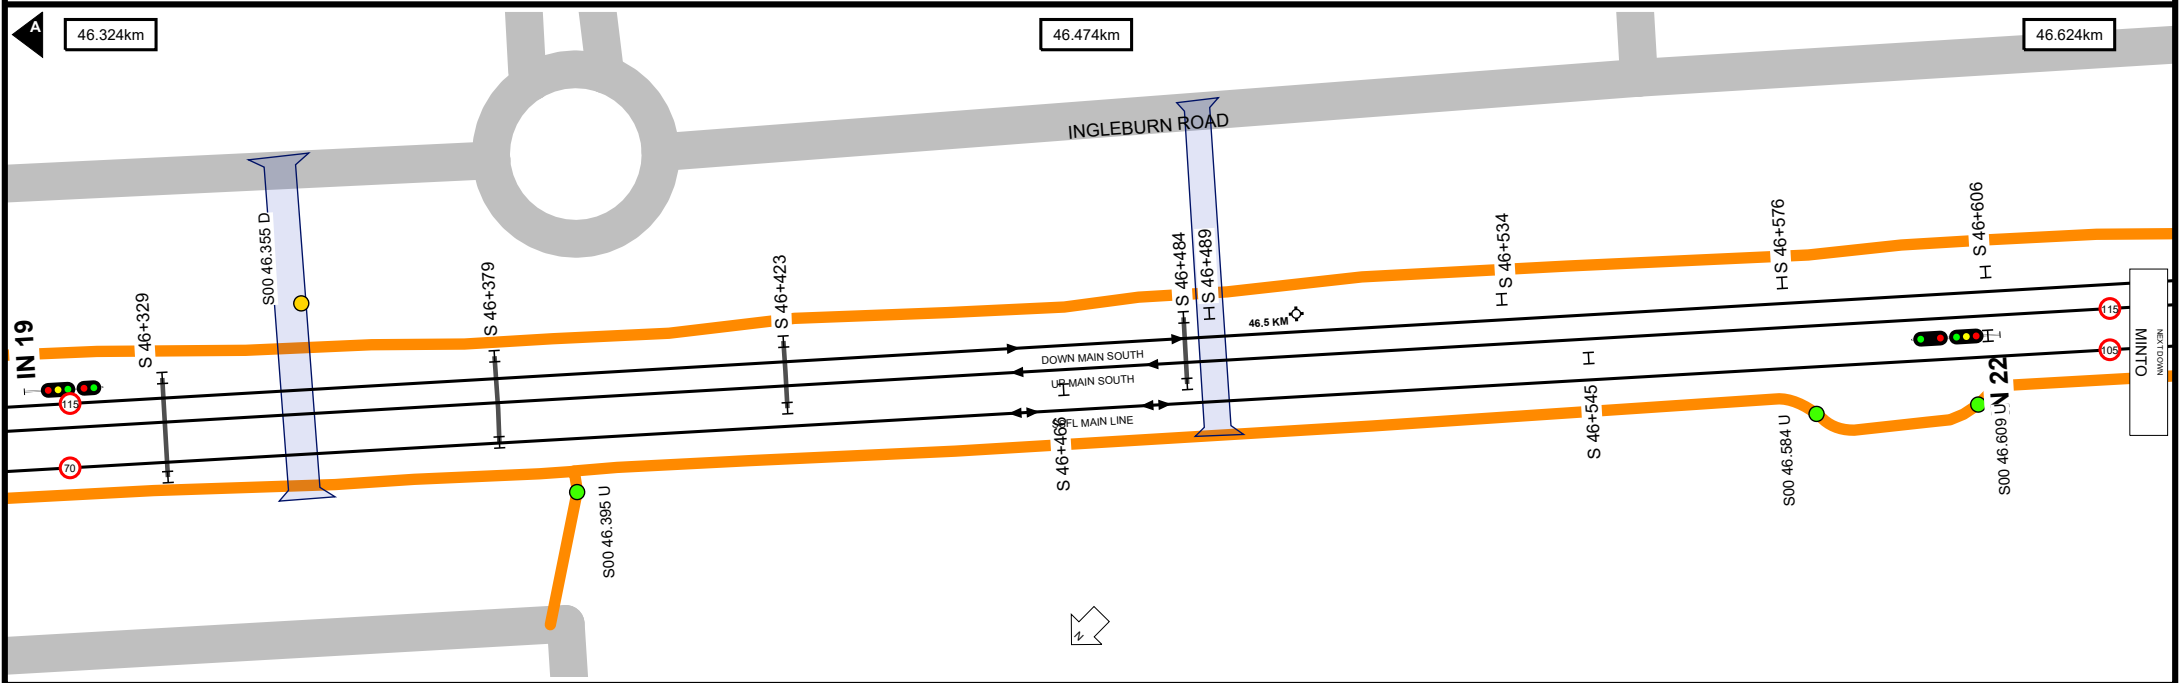 A
46.324km
46.474km
46.624km
INGLEBURN ROAD
IN 19
S 46+329
S00 46.355 D
S 46+379
S 46+423
S 46+484
S 46+489
S 46+534
S 46+576
S 46+606
46.5 KM
DOWN MAIN SOUTH
UP MAIN SOUTH
MAIN LINE
115
70
115
105
NEXT DOWN
MINTO
S00 46.395 U
S 46+545
S00 46.584 U
S00 46.609 U
22
N